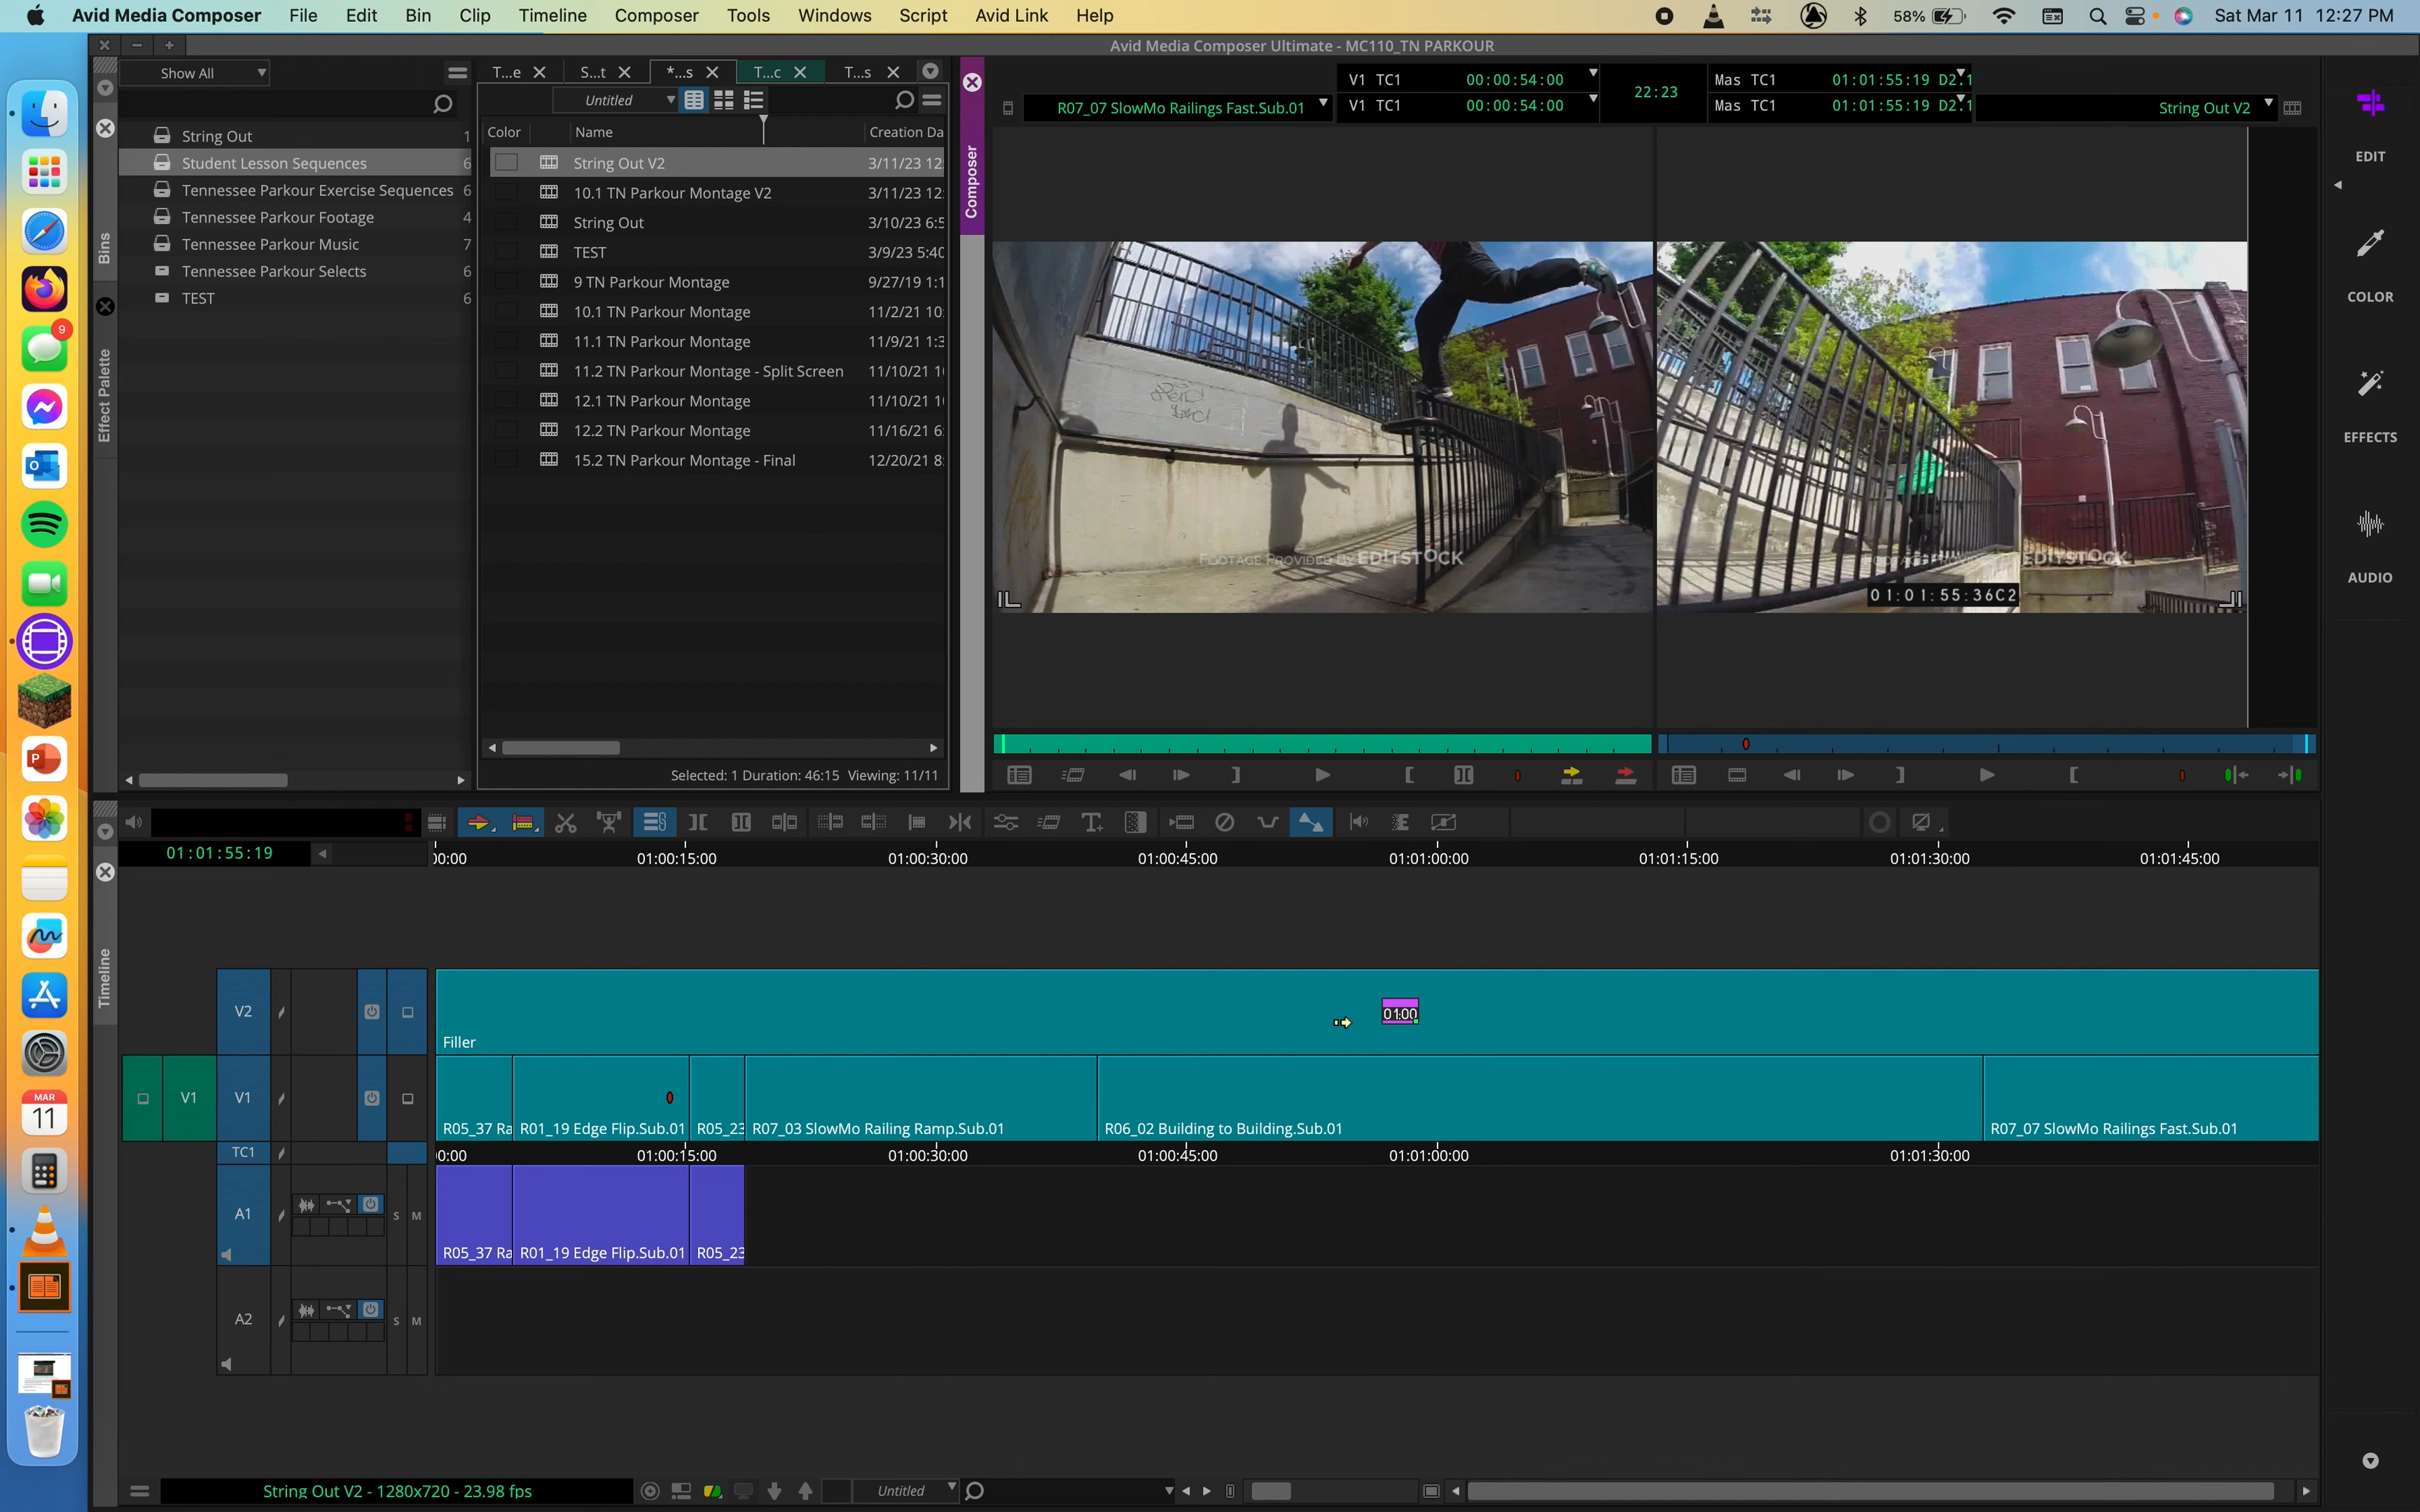 Avid Media Composer File Edit Bin Clip Timeline Composer Tools Windows Script Avid Link Help 58% Sat Mar 11 12:27 PM
Avid Media Composer Ultimate - MC110_TN PARKOUR
Show All
String Out 1
Student Lesson Sequences 6
Tennessee Parkour Exercise Sequences 6
Tennessee Parkour Footage 4
Tennessee Parkour Music 7
Tennessee Parkour Selects 6
TEST 6
Bins
Effect Palette
T...e S...t *...s T...c T...s
Untitled
Color Name Creation Da
String Out V2 3/11/23 12:
10.1 TN Parkour Montage V2 3/11/23 12:
String Out 3/10/23 6:5
TEST 3/9/23 5:40
9 TN Parkour Montage 9/27/19 1:1
10.1 TN Parkour Montage 11/2/21 10:
11.1 TN Parkour Montage 11/9/21 1:3
11.2 TN Parkour Montage - Split Screen 11/10/21 1
12.1 TN Parkour Montage 11/10/21 1
12.2 TN Parkour Montage 11/16/21 6:
15.2 TN Parkour Montage - Final 12/20/21 8:
Selected: 1 Duration: 46:15 Viewing: 11/11
Composer
R07_07 SlowMo Railings Fast.Sub.01
V1 TC1 00:00:54:00
V1 TC1 00:00:54:00
22:23
Mas TC1 01:01:55:19 D2.1
Mas TC1 01:01:55:19 D2.1
String Out V2
FOOTAGE PROVIDED BY EDITSTOCK
EDITSTOCK
01:01:55:36C2
EDIT
COLOR
EFFECTS
AUDIO
9
MAR
11
Timeline
01:01:55:19
00:00 01:00:15:00 01:00:30:00 01:00:45:00 01:01:00:00 01:01:15:00 01:01:30:00 01:01:45:00
V2
Filler
01:00
V1 V1
R05_37 Ra R01_19 Edge Flip.Sub.01 R05_23 R07_03 SlowMo Railing Ramp.Sub.01 R06_02 Building to Building.Sub.01 R07_07 SlowMo Railings Fast.Sub.01
TC1 0:00 01:00:15:00 01:00:30:00 01:00:45:00 01:01:00:00 01:01:30:00
A1 S M
R05_37 Ra R01_19 Edge Flip.Sub.01 R05_23
A2 S M
String Out V2 - 1280x720 - 23.98 fps
Untitled